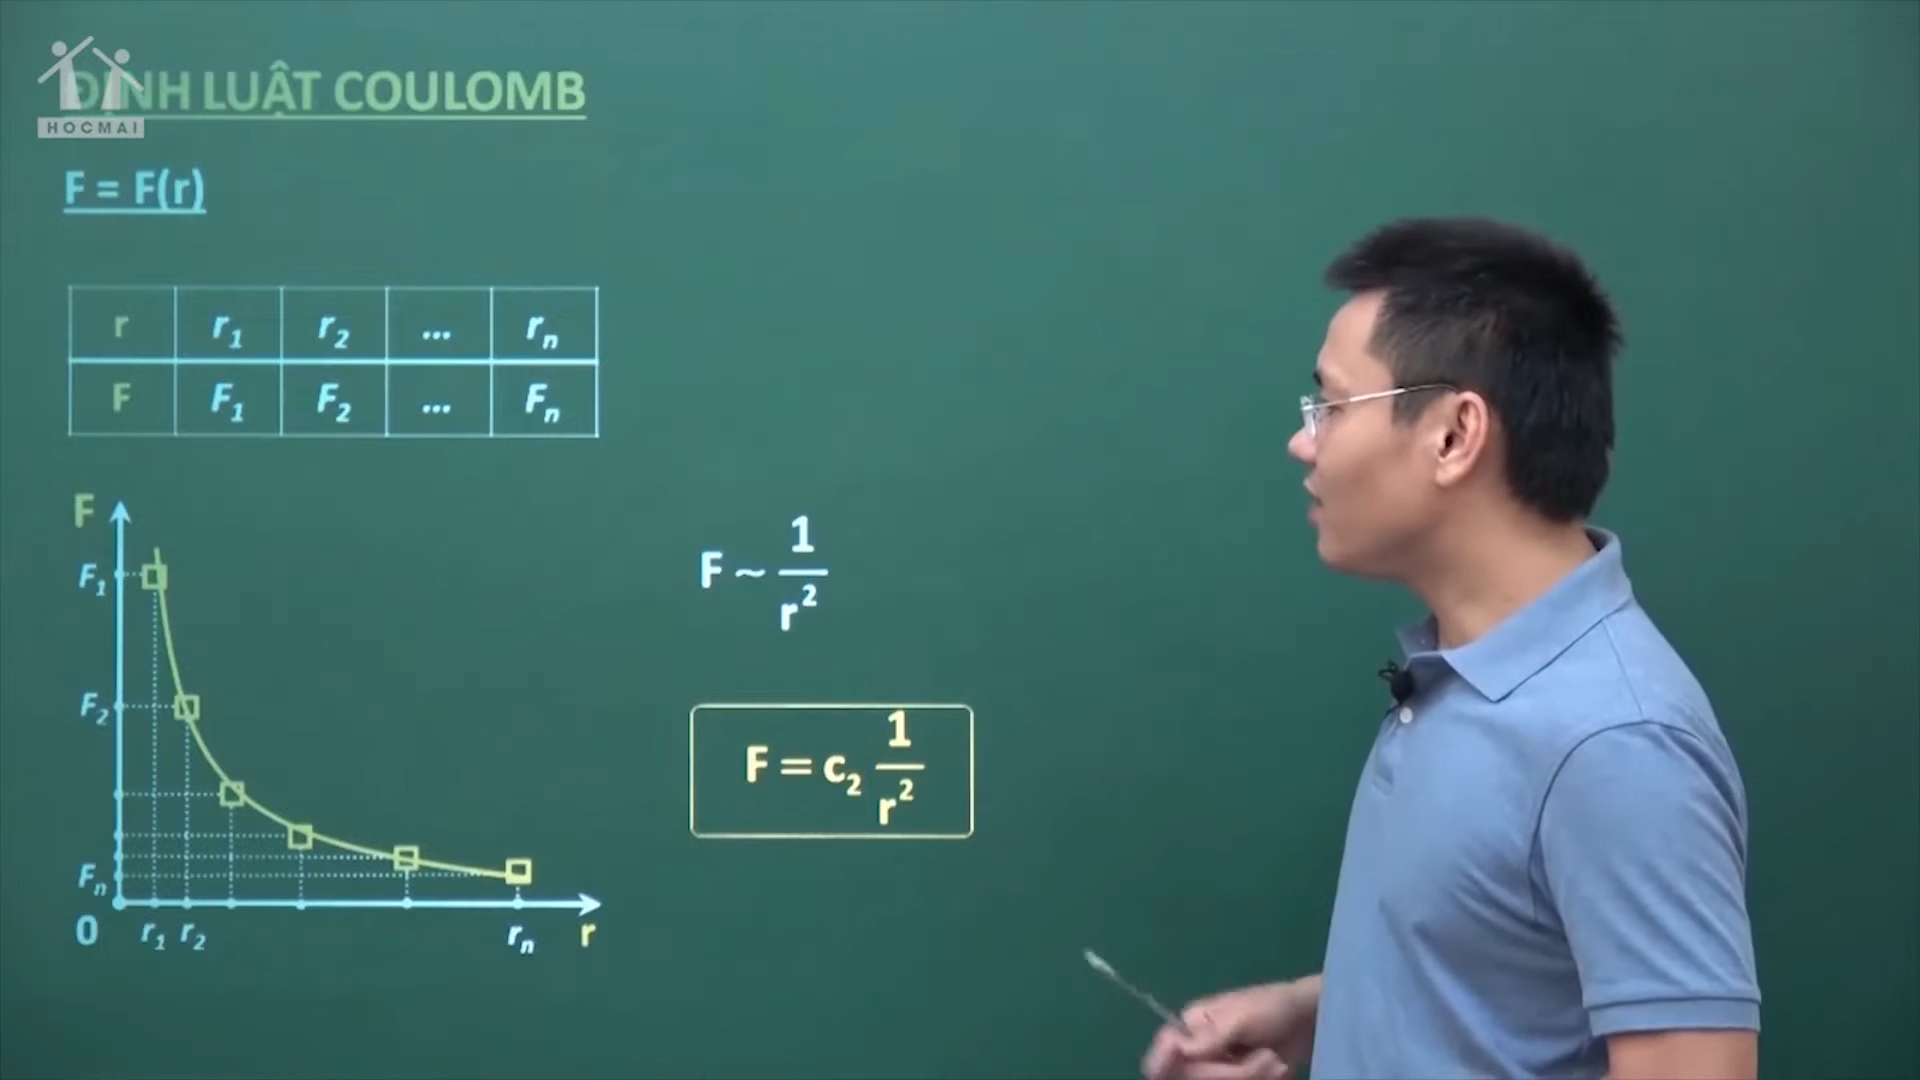 ĐỊNH LUẬT COULOMB
HOCMAI
F = F(r)
r r₁ r₂ ... rₙ
F F₁ F₂ ... Fₙ
F
F₁
F₂
Fₙ
0 r₁ r₂ rₙ r
F ~ 1/r²
F = c₂ 1/r²